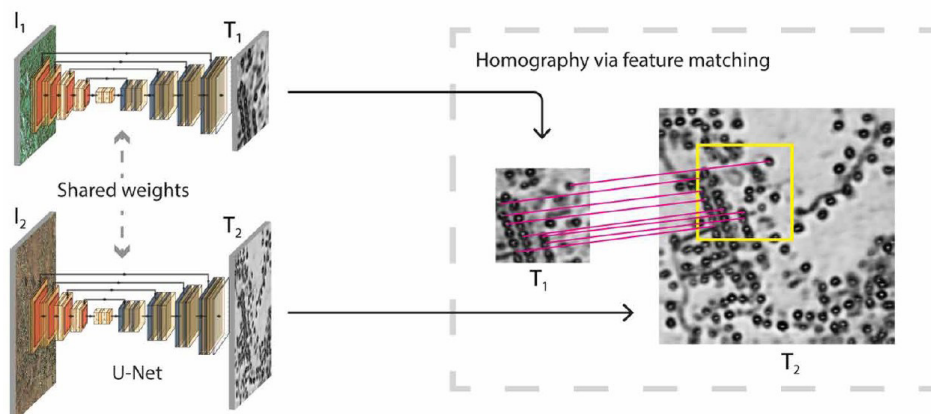 I1
T1
Shared weights
I2
T2
U-Net
Homography via feature matching
T1
T2